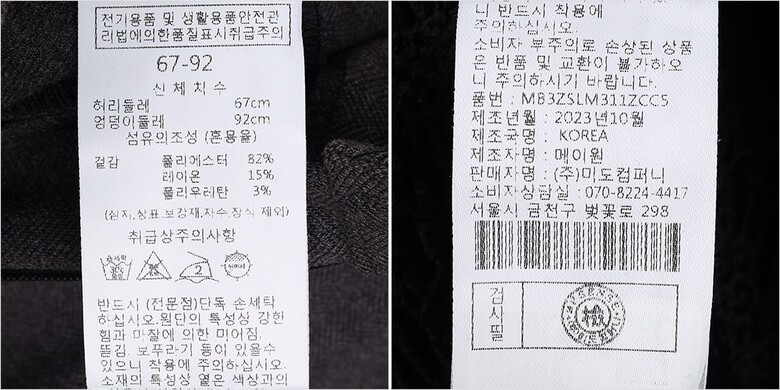 전기용품 및 생활용품안전관
리법에의한품질표시취급주의
67-92
신체치수
허리둘레 67cm
엉덩이둘레 92cm
섬유의조성 (혼용율)
겉감 폴리에스터 82%
레이온 15%
폴리우레탄 3%
(심지,상표,보강재,자수,장식 제외)
취급상주의사항
반드시 (전문점)단독 손세탁
하십시오.원단의 특성상 강한
힘과 마찰에 의한 미어짐,
뜯김, 보푸라기 등이 있을수
있으니 착용에 주의하십시오.
소재의 특성상 옅은 색상과의
니 반드시 착용에
주의하십시오.
소비자 부주의로 손상된 상품
은 반품 및 교환이 불가하오
니 주의하시기 바랍니다.
품번 : MB3ZSLM311ZCC5
제조년월 : 2023년10월
제조국명 : KOREA
제조자명 : 메이원
판매자명 : (주)미도컴퍼니
소비자상담실 : 070-8224-4417
서울시 금천구 벚꽃로 298
검사필